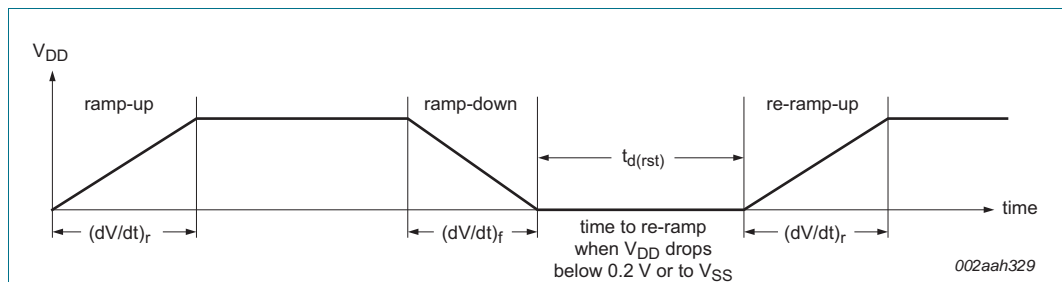 VDD
ramp-up
ramp-down
re-ramp-up
td(rst)
time
(dV/dt)r
(dV/dt)f
time to re-ramp
when VDD drops
below 0.2 V or to VSS
(dV/dt)r
002aah329